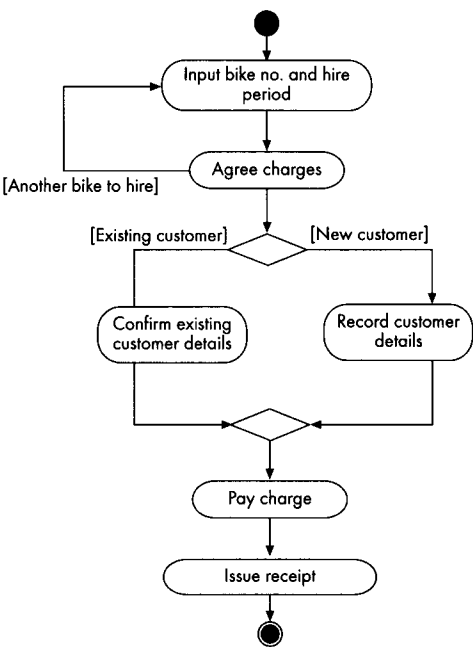 Input bike no. and hire
period
Agree charges
[Another bike to hire]
[Existing customer}
[New customer]
Confirm existing
customer details
Record customer
details
Pay charge
Issue receipt